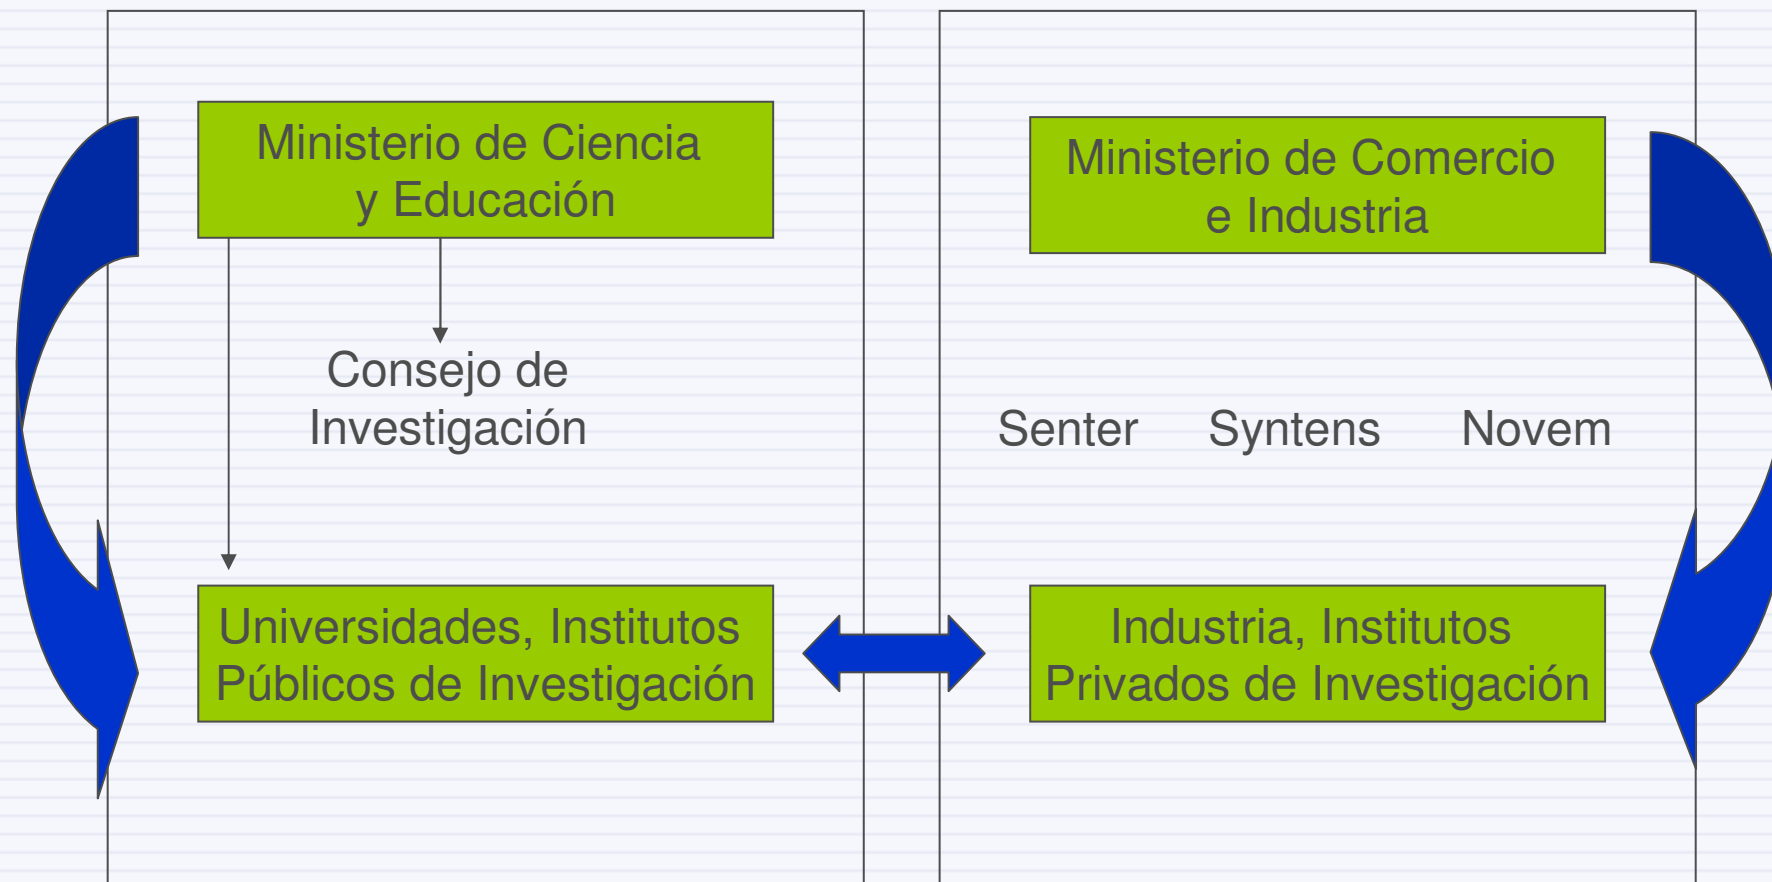 Ministerio de Ciencia
y Educación
Ministerio de Comercio
e Industria
Consejo de
Investigación
Senter Syntens Novem
Universidades, Institutos
Públicos de Investigación
Industria, Institutos
Privados de Investigación